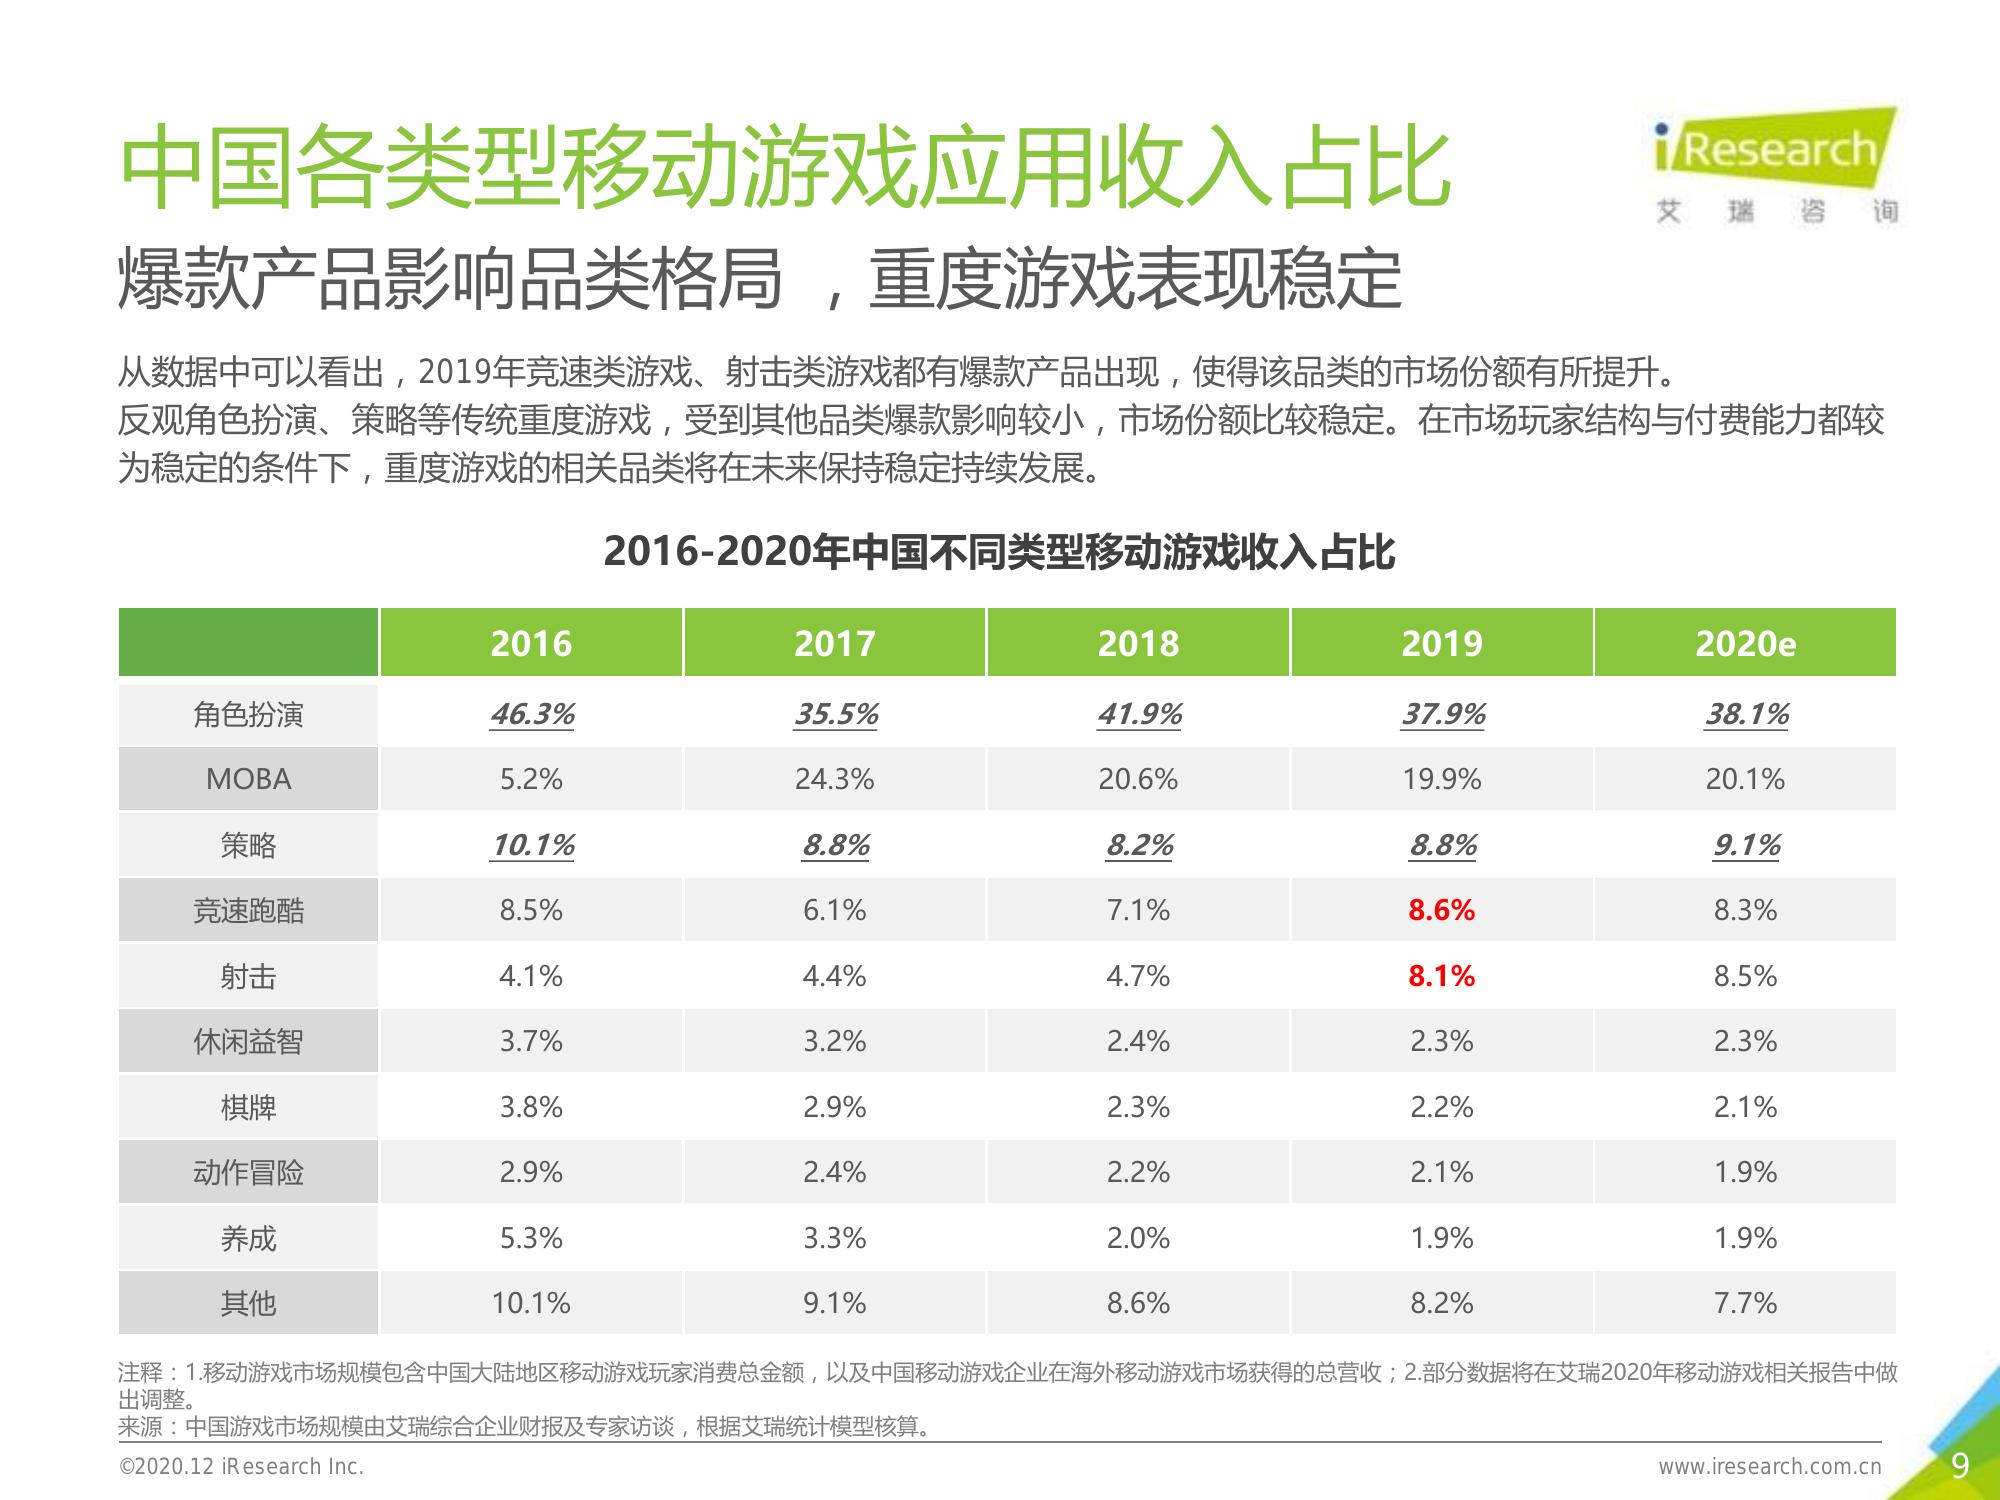 中国各类型移动游戏应用收入占比
iResearch
艾瑞咨询
爆款产品影响品类格局，重度游戏表现稳定
从数据中可以看出，2019年竞速类游戏、射击类游戏都有爆款产品出现，使得该品类的市场份额有所提升。
反观角色扮演、策略等传统重度游戏，受到其他品类爆款影响较小，市场份额比较稳定。在市场玩家结构与付费能力都较
为稳定的条件下，重度游戏的相关品类将在未来保持稳定持续发展。
2016-2020年中国不同类型移动游戏收入占比
2016 2017 2018 2019 2020e
角色扮演 46.3% 35.5% 41.9% 37.9% 38.1%
MOBA 5.2% 24.3% 20.6% 19.9% 20.1%
策略 10.1% 8.8% 8.2% 8.8% 9.1%
竞速跑酷 8.5% 6.1% 7.1% 8.6% 8.3%
射击 4.1% 4.4% 4.7% 8.1% 8.5%
休闲益智 3.7% 3.2% 2.4% 2.3% 2.3%
棋牌 3.8% 2.9% 2.3% 2.2% 2.1%
动作冒险 2.9% 2.4% 2.2% 2.1% 1.9%
养成 5.3% 3.3% 2.0% 1.9% 1.9%
其他 10.1% 9.1% 8.6% 8.2% 7.7%
注释：1.移动游戏市场规模包含中国大陆地区移动游戏玩家消费总金额，以及中国移动游戏企业在海外移动游戏市场获得的总营收；2.部分数据将在艾瑞2020年移动游戏相关报告中做
出调整。
来源：中国游戏市场规模由艾瑞综合企业财报及专家访谈，根据艾瑞统计模型核算。
©2020.12 iResearch Inc.
www.iresearch.com.cn
9